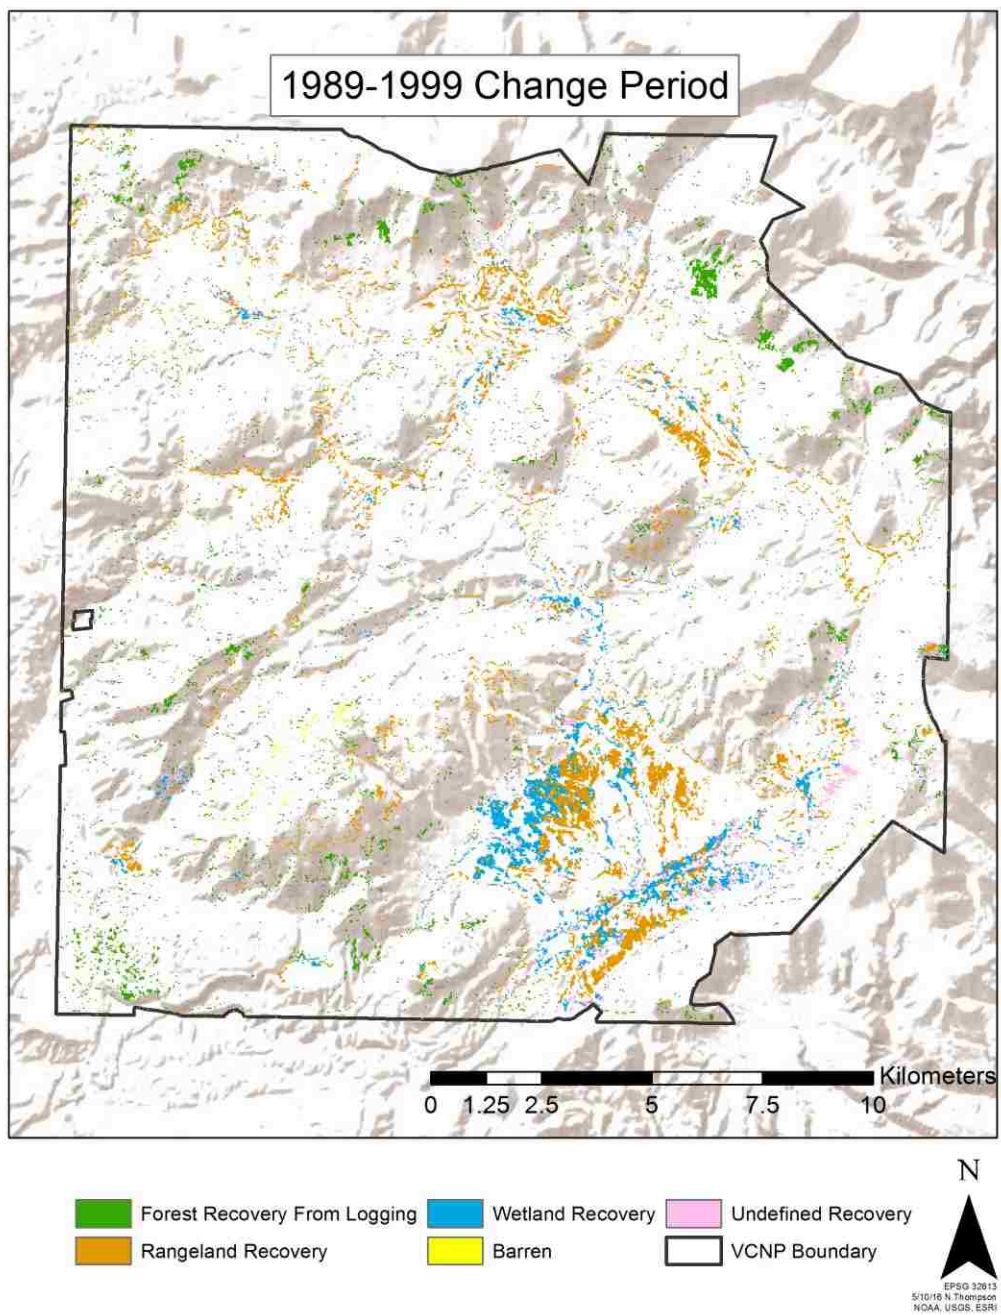 1989-1999 Change Period
Kilometers
0 1.25 2.5 5 7.5 10
N
Forest Recovery From Logging
Wetland Recovery
Undefined Recovery
Rangeland Recovery
Barren
VCNP Boundary
EPSG 32613
5/10/16 N.Thompson
NOAA, USGS, ESRI